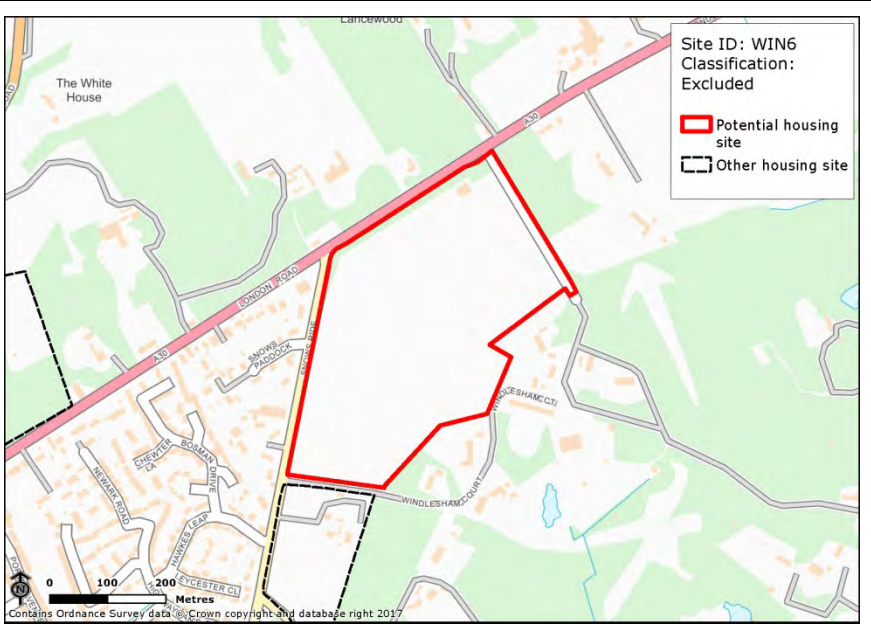 Lancewood
The White
House
A30
Site ID: WIN6
Classification:
Excluded
Potential housing
site
Other housing site
LONDON ROAD
A30
SNOWS RIDE
SNOWS
PADDOCK
CHEWTER
LA
BOSMAN
DRIVE
NEWARK ROAD
HAWKES LEAP
WINDLESHAM CT
WINDLESHAM COURT
N
0 100 200
Metres
Contains Ordnance Survey data © Crown copyright and database right 2017